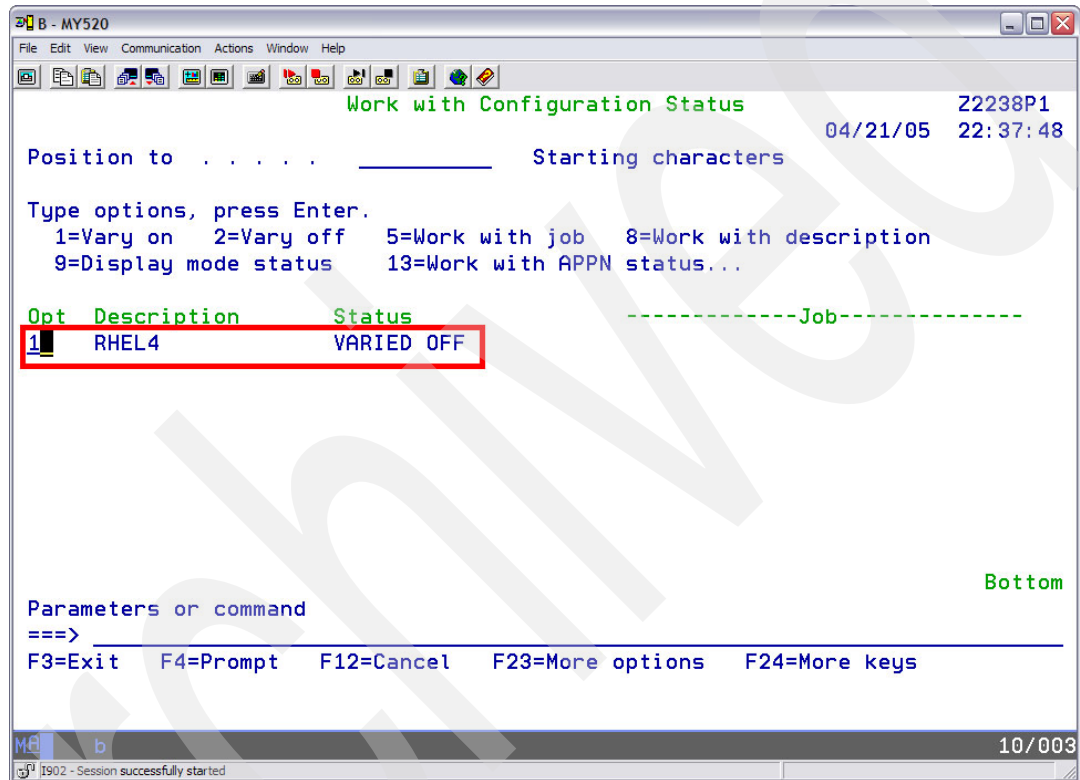 B - MY520
File Edit View Communication Actions Window Help
Work with Configuration Status Z2238P1
04/21/05 22:37:48
Position to . . . . . __________ Starting characters
Type options, press Enter.
1=Vary on 2=Vary off 5=Work with job 8=Work with description
9=Display mode status 13=Work with APPN status...
Opt Description Status -------------Job--------------
1 RHEL4 VARIED OFF
Bottom
Parameters or command
===>
F3=Exit F4=Prompt F12=Cancel F23=More options F24=More keys
MA b 10/003
I902 - Session successfully started